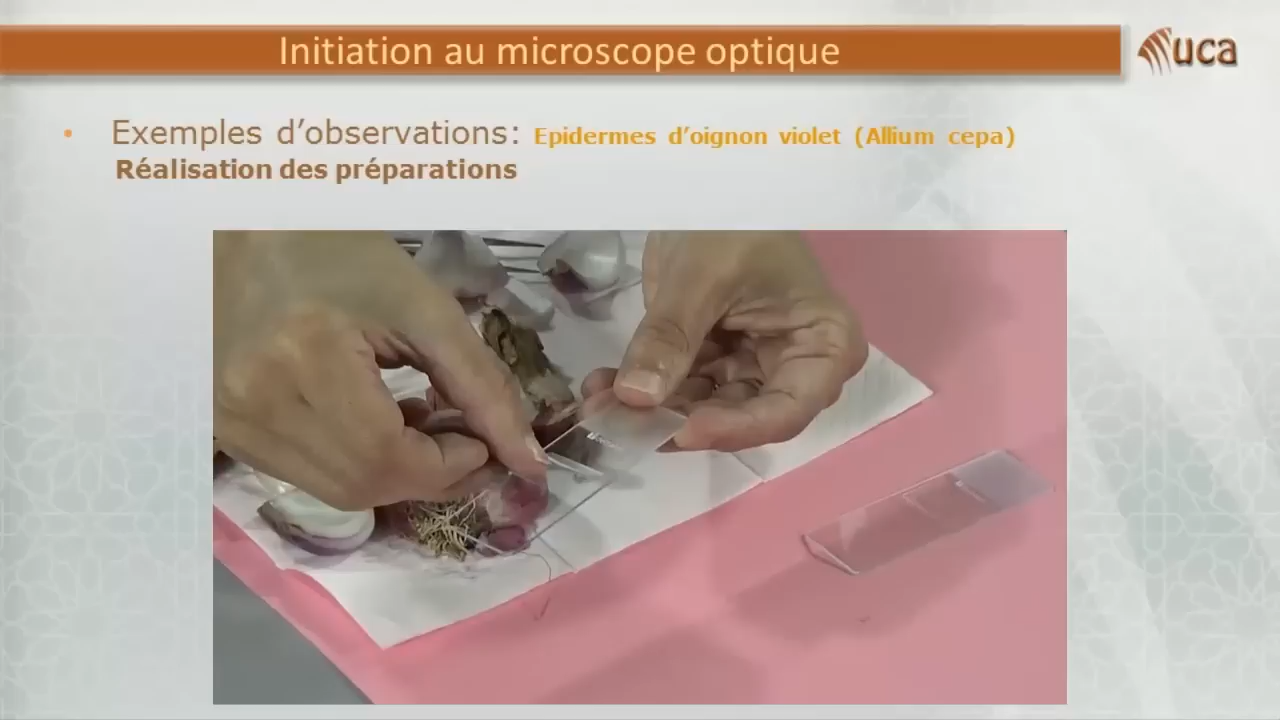 Initiation au microscope optique
uca
• Exemples d’observations: Epidermes d’oignon violet (Allium cepa)
Réalisation des préparations